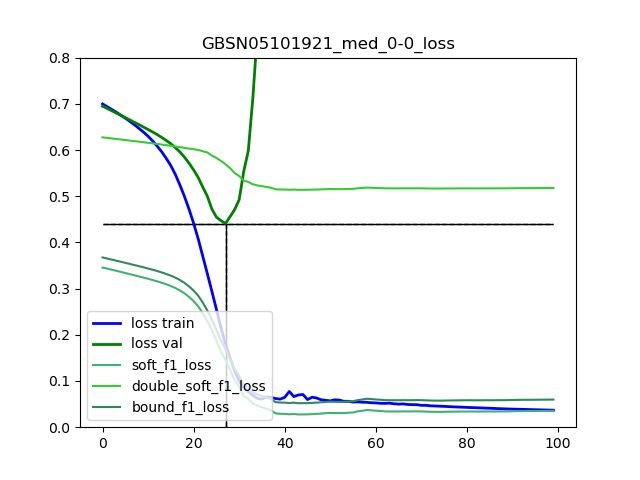 GBSN05101921_med_0-0_loss
0.8
0.7
0.6
0.5
0.4
0.3
0.2
0.1
0.0
loss train
loss val
soft_f1_loss
double_soft_f1_loss
bound_f1_loss
0 20 40 60 80 100